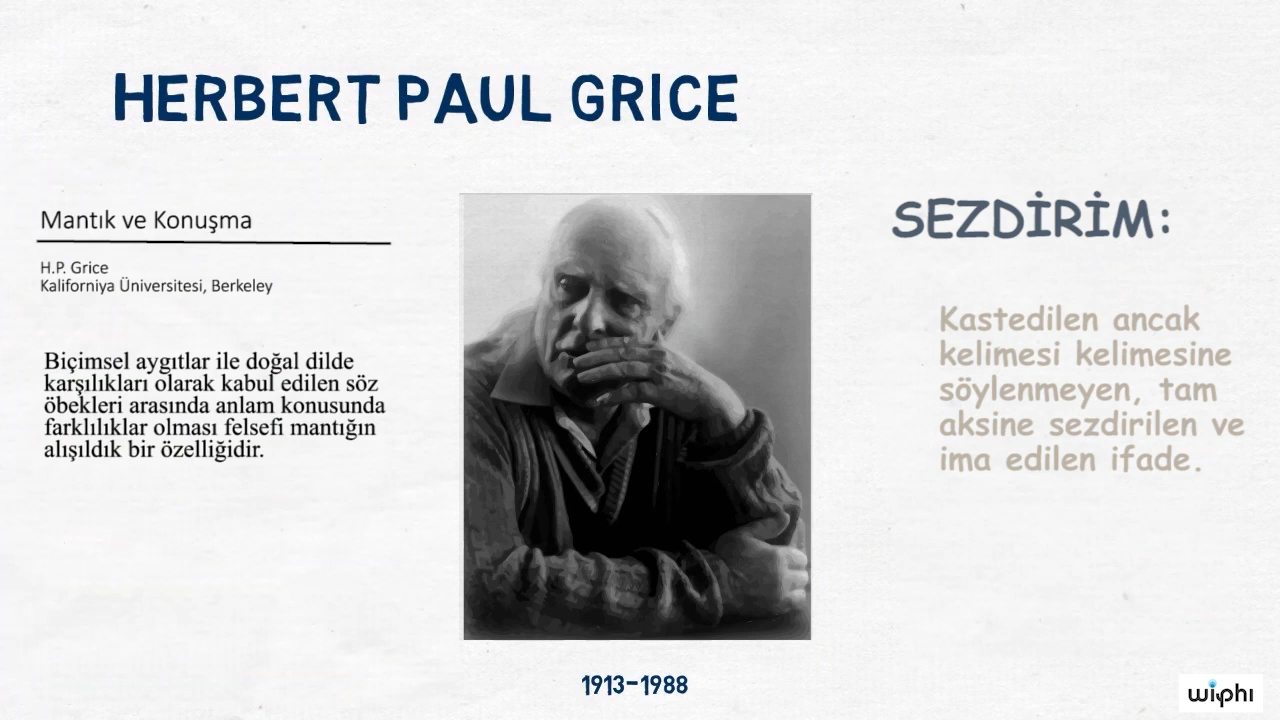 HERBERT PAUL GRICE
Mantık ve Konuşma
H.P. Grice
Kaliforniya Üniversitesi, Berkeley
Biçimsel aygıtlar ile doğal dilde
karşılıkları olarak kabul edilen söz
öbekleri arasında anlam konusunda
farklılıklar olması felsefi mantığın
alışıldık bir özelliğidir.
SEZDİRİM:
Kastedilen ancak
kelimesi kelimesine
söylenmeyen, tam
aksine sezdirilen ve
ima edilen ifade.
1913-1988
wiphi